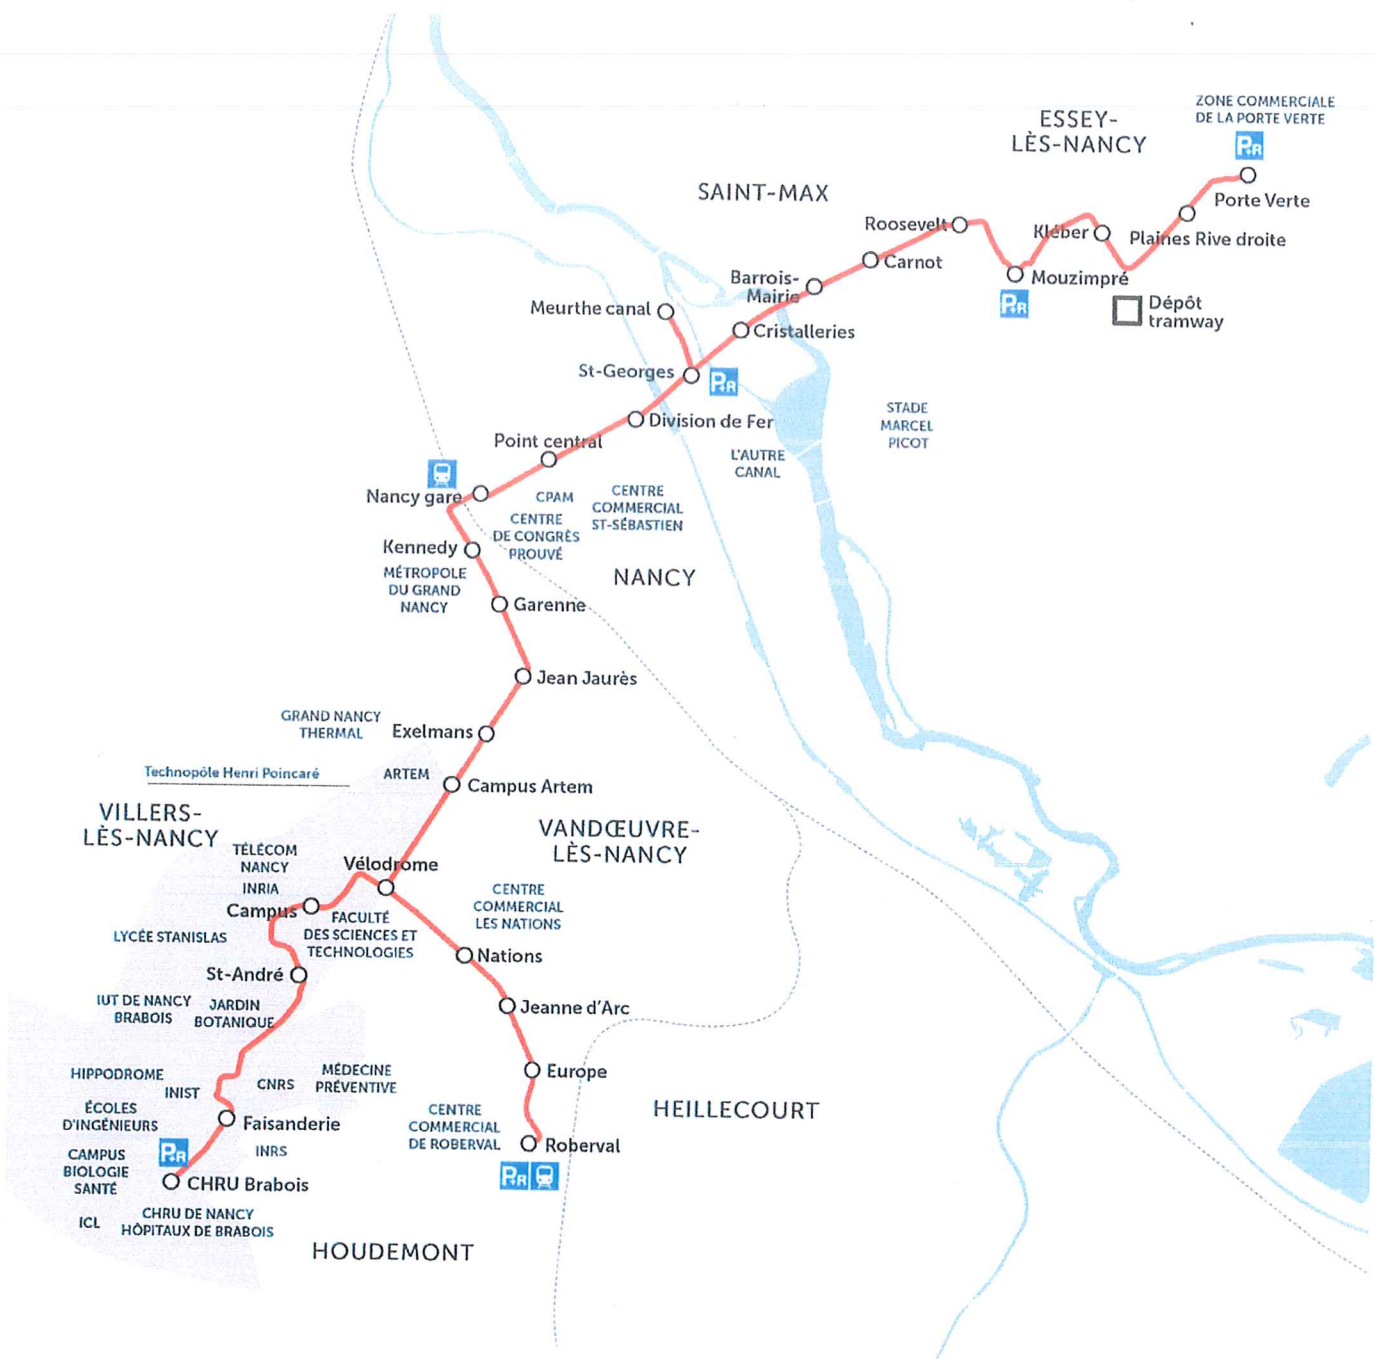 ZONE COMMERCIALE
DE LA PORTE VERTE
P+R
ESSEY-
LÈS-NANCY
Porte Verte
SAINT-MAX
Roosevelt
Kléber
Plaines Rive droite
Carnot
Mouzimpré
P+R
Dépôt
tramway
Barrois-
Mairie
Meurthe canal
Cristalleries
St-Georges
P+R
Division de Fer
STADE
MARCEL
PICOT
Point central
L'AUTRE
CANAL
Nancy gare
CPAM
CENTRE
COMMERCIAL
ST-SÉBASTIEN
CENTRE
DE CONGRÈS
PROUVÉ
Kennedy
MÉTROPOLE
DU GRAND
NANCY
NANCY
Garenne
Jean Jaurès
GRAND NANCY
THERMAL
Exelmans
Technopôle Henri Poincaré
ARTEM
Campus Artem
VILLERS-
LÈS-NANCY
VANDŒUVRE-
LÈS-NANCY
TÉLÉCOM
NANCY
Vélodrome
INRIA
CENTRE
COMMERCIAL
LES NATIONS
Campus
FACULTÉ
DES SCIENCES ET
TECHNOLOGIES
LYCÉE STANISLAS
Nations
St-André
IUT DE NANCY
BRABOIS
JARDIN
BOTANIQUE
Jeanne d'Arc
HIPPODROME
INIST
CNRS
MÉDECINE
PRÉVENTIVE
Europe
ÉCOLES
D'INGÉNIEURS
Faisanderie
CENTRE
COMMERCIAL
DE ROBERVAL
HEILLECOURT
P+R
INRS
Roberval
CAMPUS
BIOLOGIE
SANTÉ
CHRU Brabois
P+R
ICL
CHRU DE NANCY
HÔPITAUX DE BRABOIS
HOUDEMONT